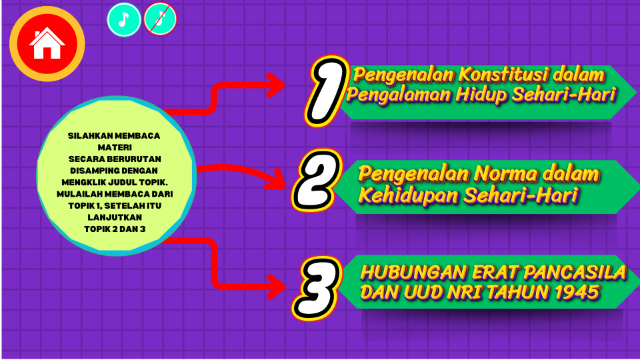 SILAHKAN MEMBACA
MATERI
SECARA BERURUTAN
DISAMPING DENGAN
MENGKLIK JUDUL TOPIK.
MULAILAH MEMBACA DARI
TOPIK 1, SETELAH ITU
LANJUTKAN
TOPIK 2 DAN 3
1
Pengenalan Konstitusi dalam
Pengalaman Hidup Sehari-Hari
2
Pengenalan Norma dalam
Kehidupan Sehari-Hari
3
HUBUNGAN ERAT PANCASILA
DAN UUD NRI TAHUN 1945